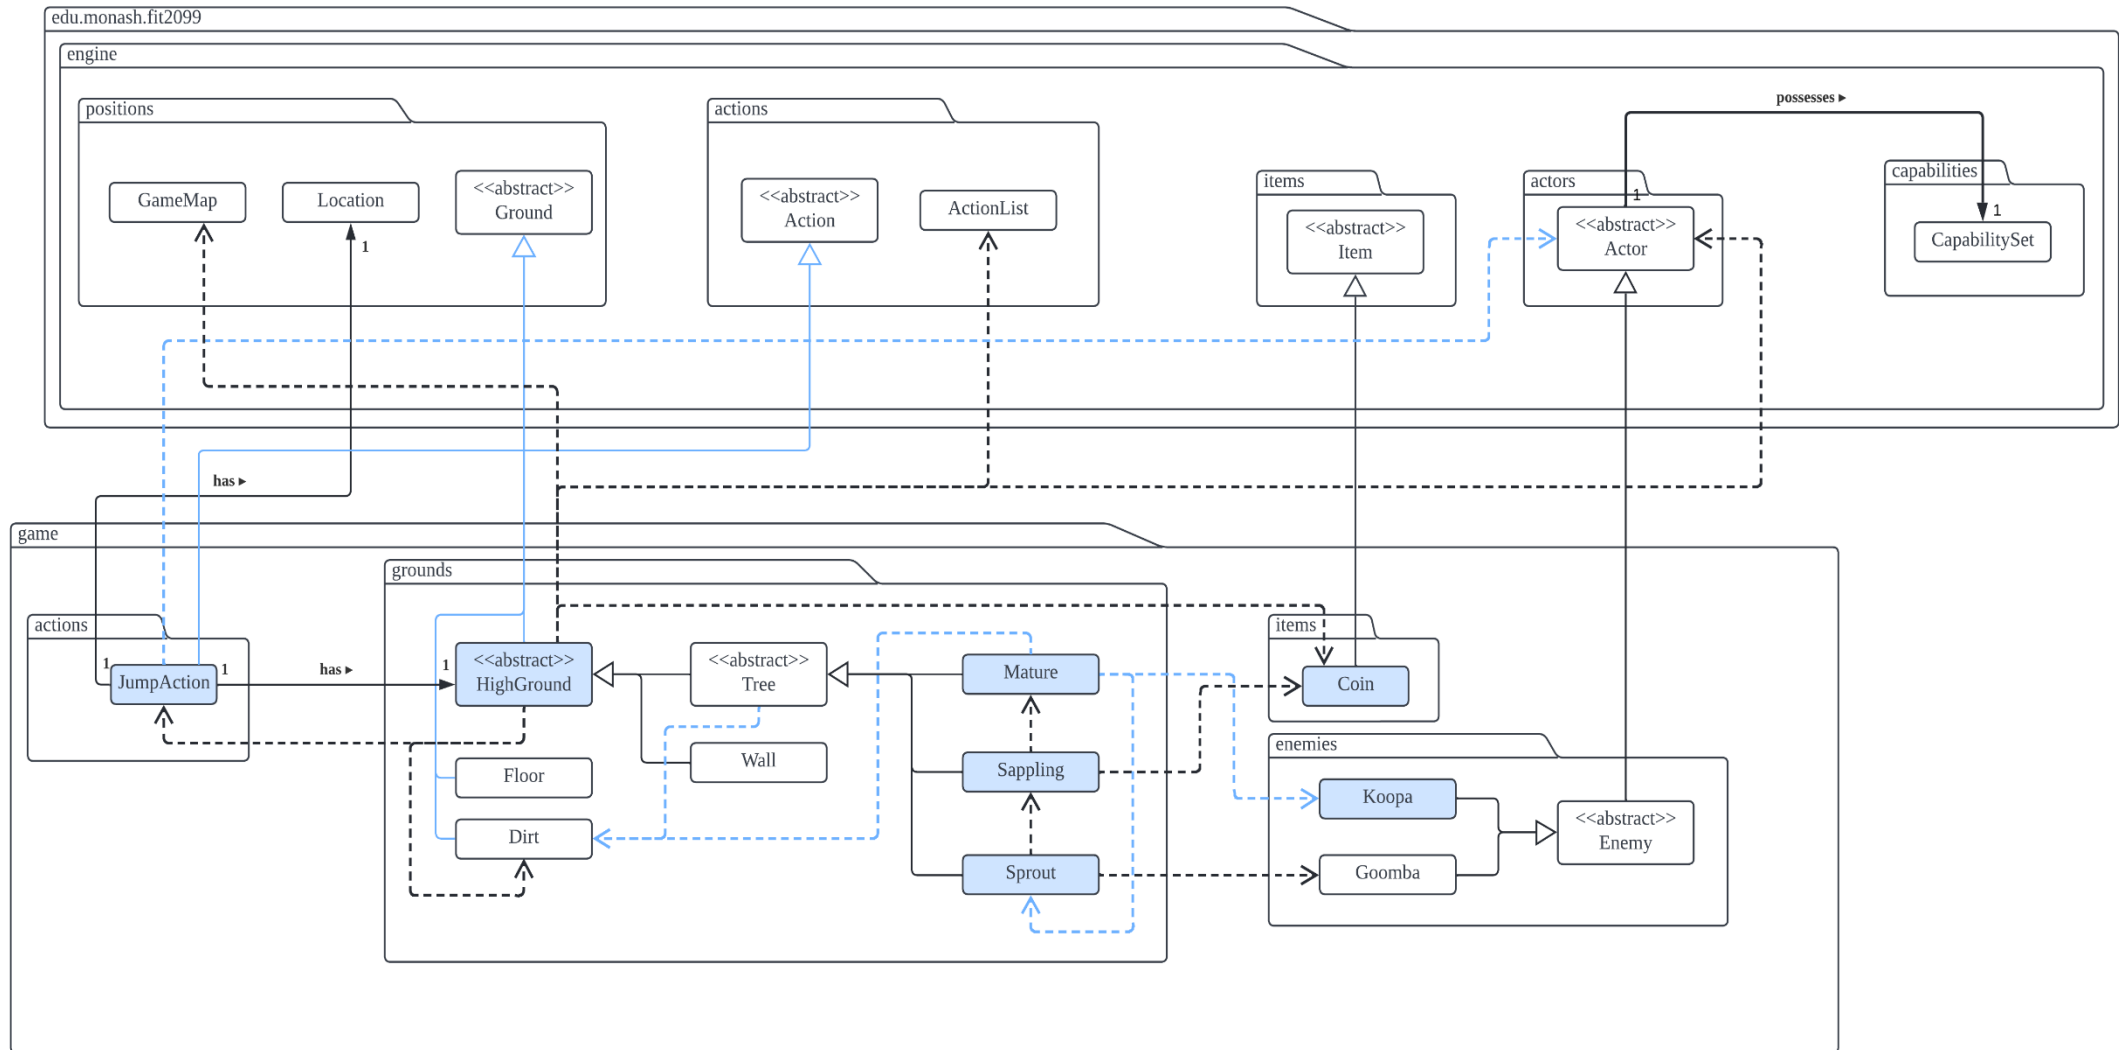 edu.monash.fit2099
engine
possesses ▸
positions
actions
items
actors
capabilities
GameMap
Location
<<abstract>>
Ground
<<abstract>>
Action
ActionList
<<abstract>>
Item
1
<<abstract>>
Actor
1
CapabilitySet
1
has ▸
game
grounds
actions
items
1
JumpAction
1
has ▸
1
<<abstract>>
HighGround
<<abstract>>
Tree
Mature
Coin
Floor
Wall
Sappling
enemies
Koopa
Dirt
<<abstract>>
Enemy
Sprout
Goomba